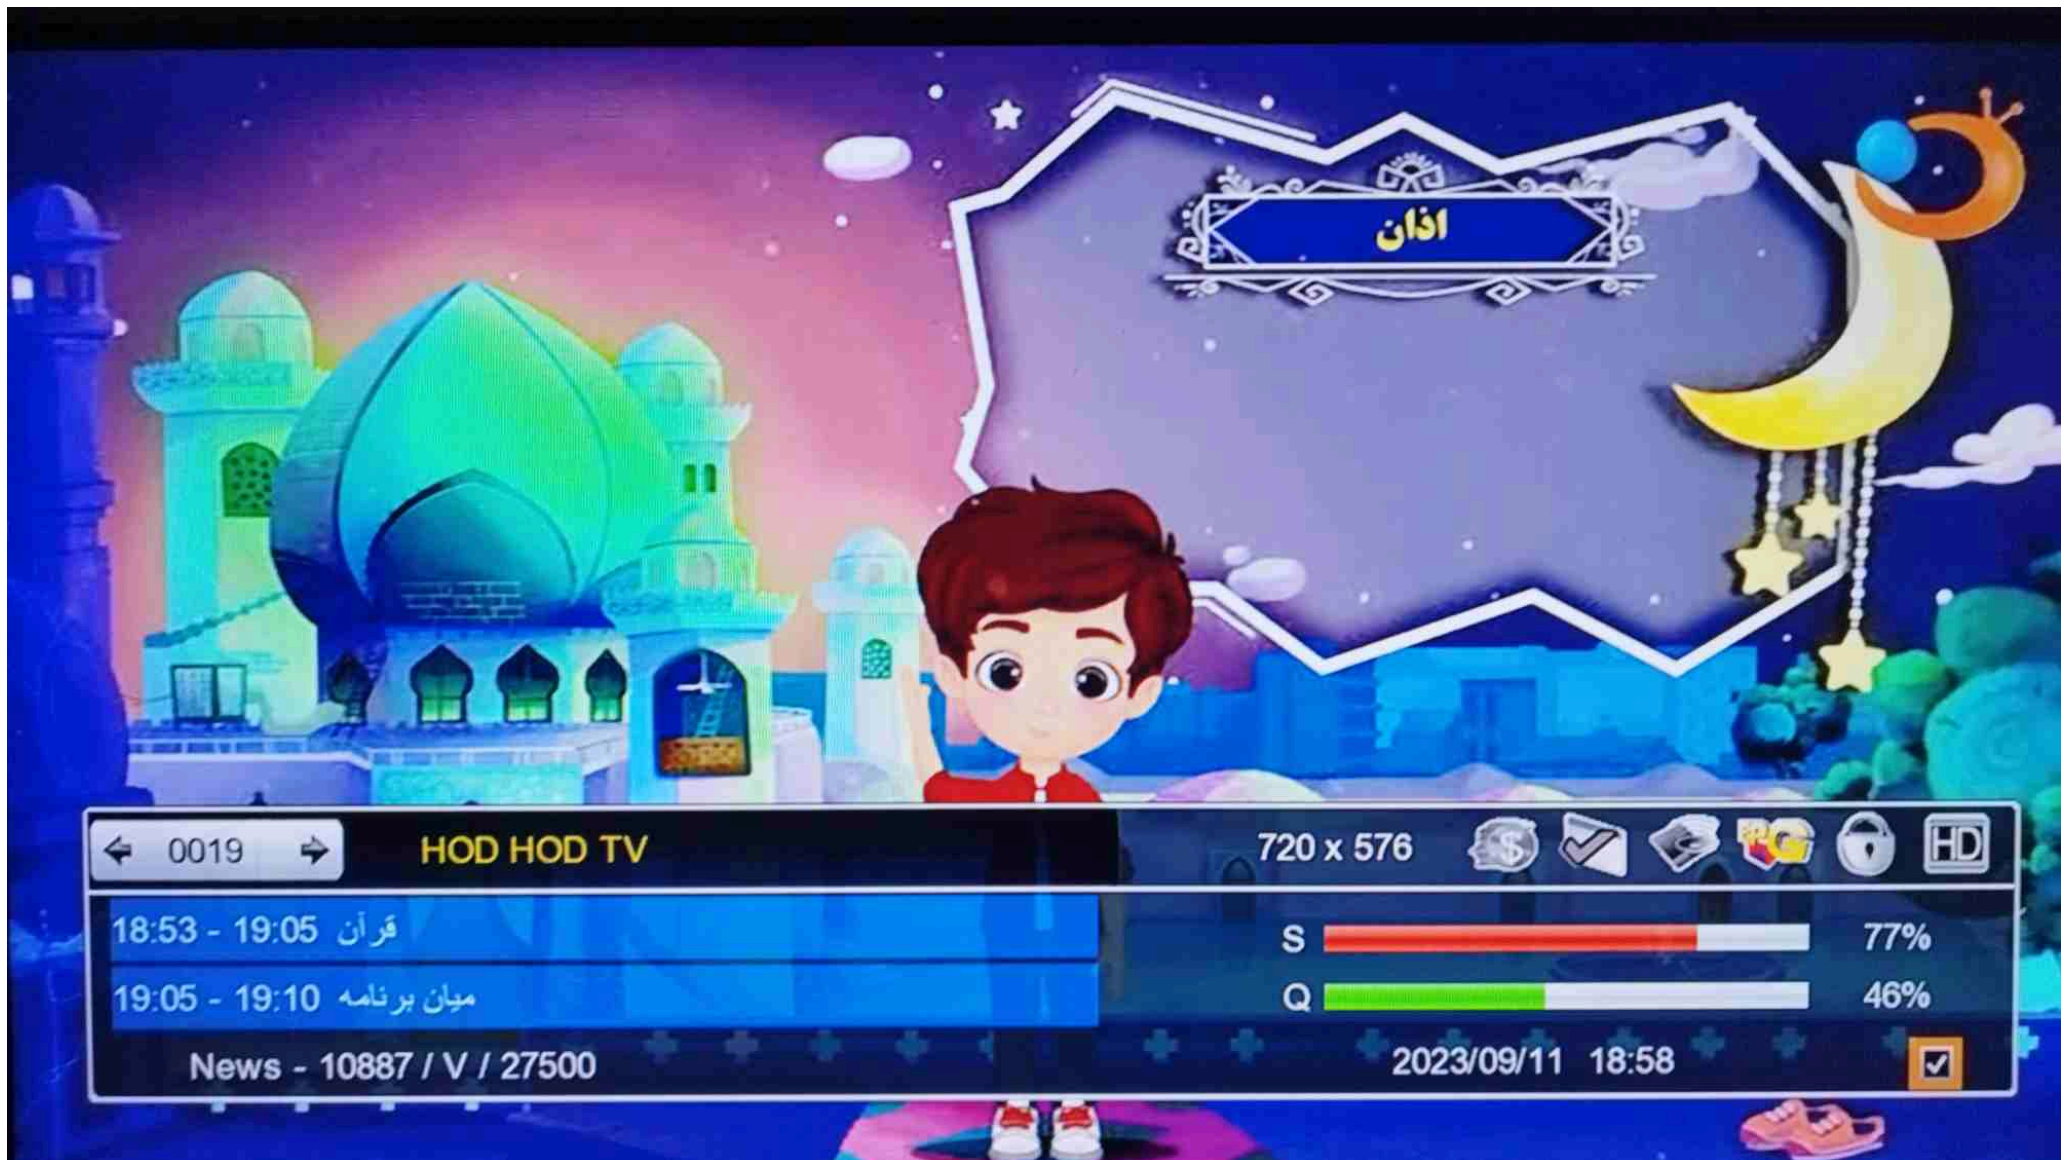 اذان
0019 HOD HOD TV 720 x 576 $ HD
18:53 - 19:05 قرآن
S 77%
19:05 - 19:10 میان برنامه
Q 46%
News - 10887 / V / 27500 2023/09/11 18:58